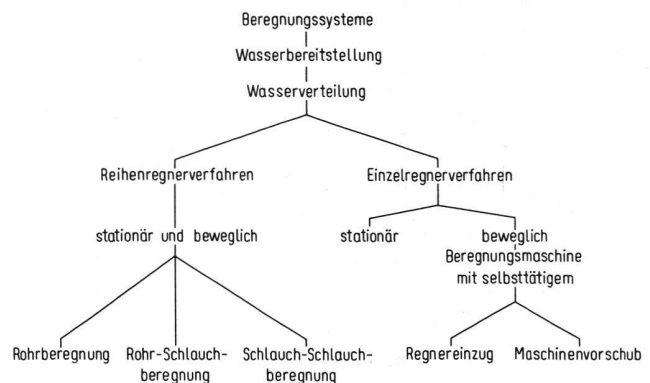 Beregnungssysteme
Wasserbereitstellung
Wasserverteilung
Reihenregnerverfahren
Einzelregnerverfahren
stationär und beweglich
stationär
beweglich
Beregnungsmaschine
mit selbsttätigem
Rohrberegnung
Rohr-Schlauch-
beregnung
Schlauch-Schlauch-
beregnung
Regnereinzug
Maschinenvorschub